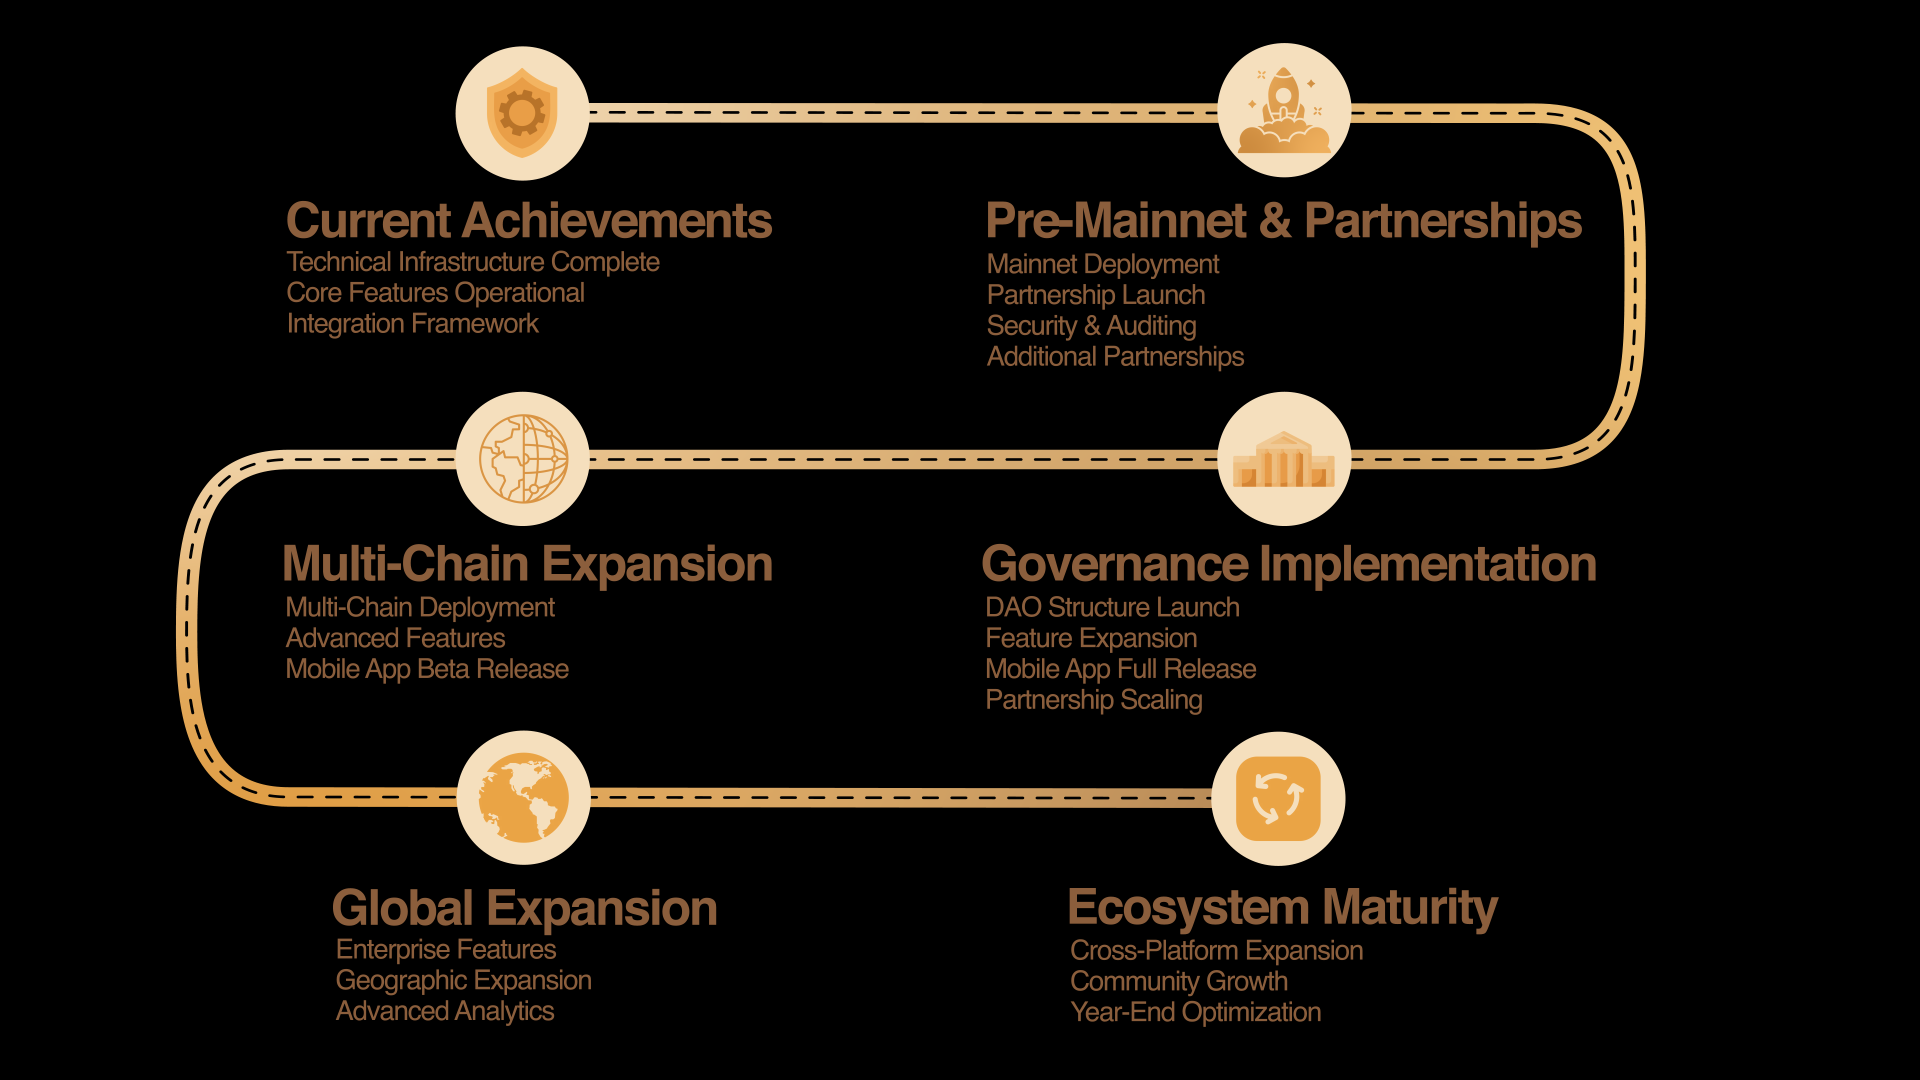 Current Achievements
Technical Infrastructure Complete
Core Features Operational
Integration Framework
Pre-Mainnet & Partnerships
Mainnet Deployment
Partnership Launch
Security & Auditing
Additional Partnerships
Multi-Chain Expansion
Multi-Chain Deployment
Advanced Features
Mobile App Beta Release
Governance Implementation
DAO Structure Launch
Feature Expansion
Mobile App Full Release
Partnership Scaling
Global Expansion
Enterprise Features
Geographic Expansion
Advanced Analytics
Ecosystem Maturity
Cross-Platform Expansion
Community Growth
Year-End Optimization